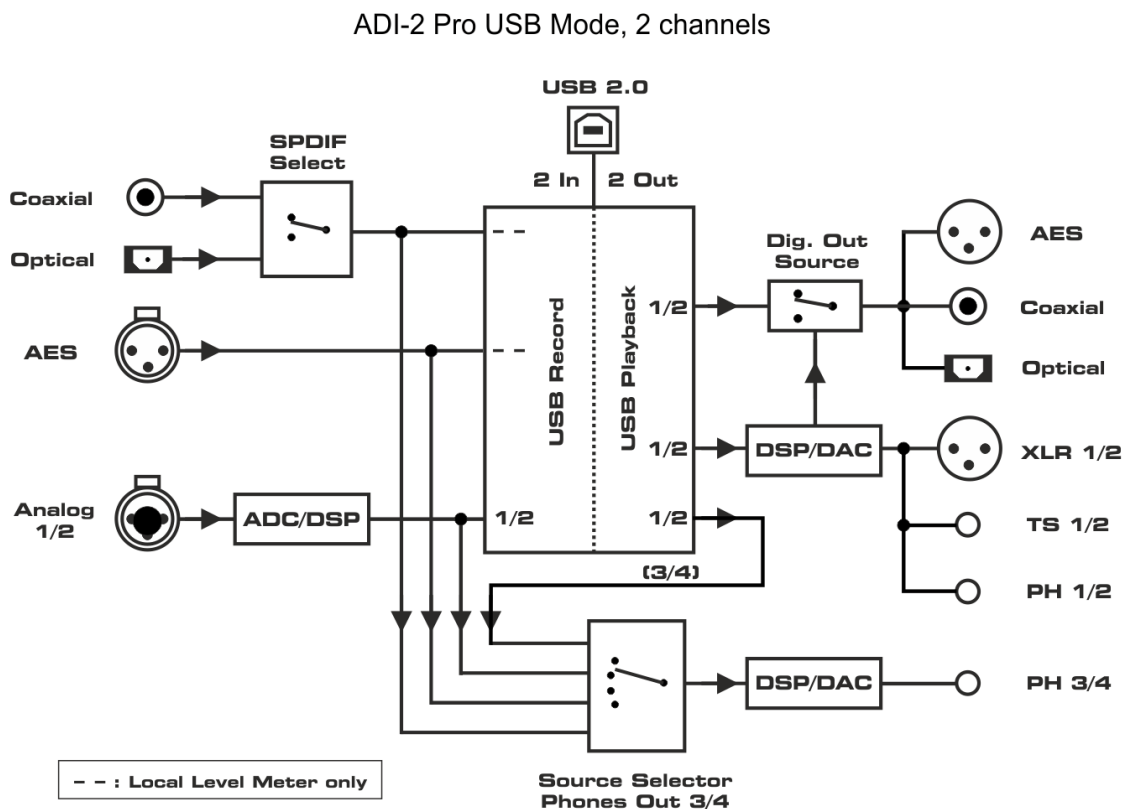 ADI-2 Pro USB Mode, 2 channels
USB 2.0
SPDIF
Select
2 In
2 Out
Coaxial
Optical
AES
Analog
1/2
ADC/DSP
- -
- -
1/2
USB Record
USB Playback
1/2
1/2
1/2
(3/4)
Dig. Out
Source
DSP/DAC
AES
Coaxial
Optical
XLR 1/2
TS 1/2
PH 1/2
DSP/DAC
PH 3/4
Source Selector
Phones Out 3/4
- - : Local Level Meter only